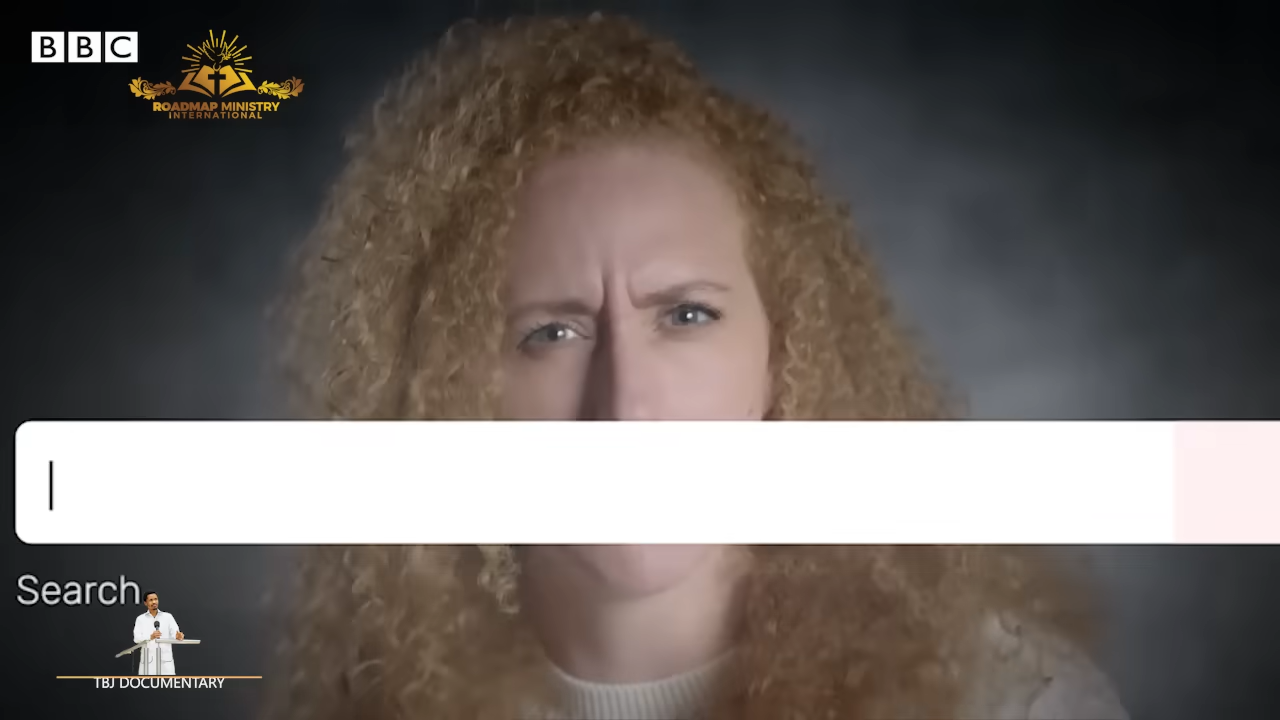 BBC
ROADMAP MINISTRY
INTERNATIONAL
Search
TBJ DOCUMENTARY